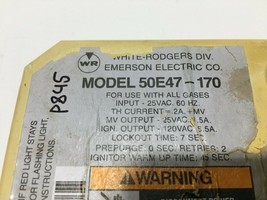 WHITE-RODGERS DIV.
EMERSON ELECTRIC CO.
WR
MODEL 50E47-170
FOR USE WITH ALL GASES
INPUT - 25VAC, 60 HZ.
TH CURRENT = .2A. +MV
MV OUTPUT - 25VAC, 1.5A
IGN. OUTPUT - 120VAC 5.5A
LOCKOUT TIME: 7 SEC
PREPURGE: 0 SEC. RETRIES: 2
IGNITOR WARM UP TIME: 45 SEC
WARNING
P845
IF RED LIGHT STAYS
OF FLASHING LIGHT,